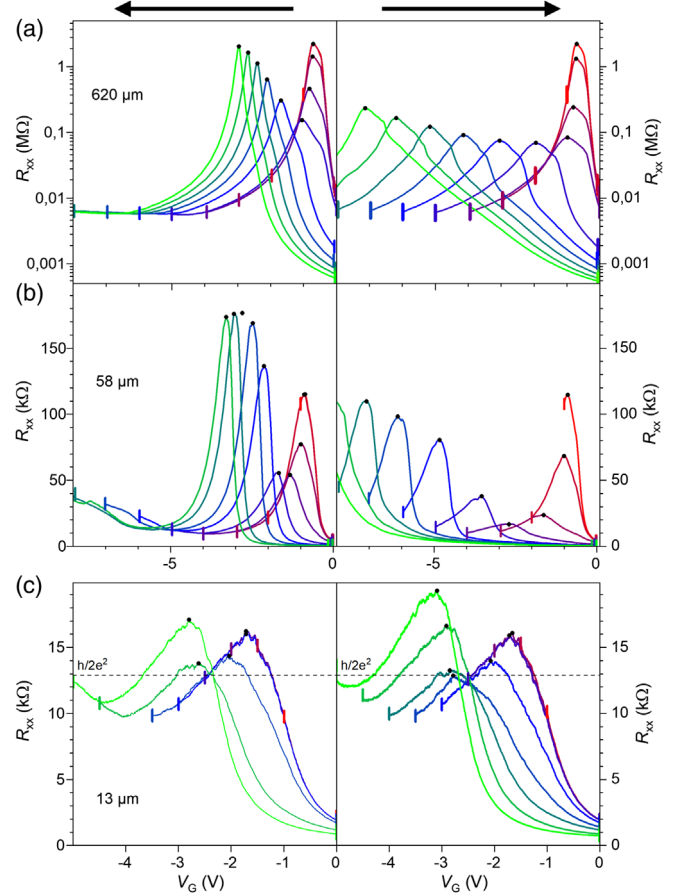 (a)
620 µm
Rxx (MΩ)
1
0,1
0,01
0,001
1
0,1
0,01
0,001
Rxx (MΩ)
(b)
58 µm
Rxx (kΩ)
150
100
50
0
-5
0
-5
0
150
100
50
0
Rxx (kΩ)
(c)
h/2e²
h/2e²
13 µm
Rxx (kΩ)
15
10
5
0
15
10
5
0
Rxx (kΩ)
-4 -3 -2 -1 0 -4 -3 -2 -1 0
VG (V) VG (V)